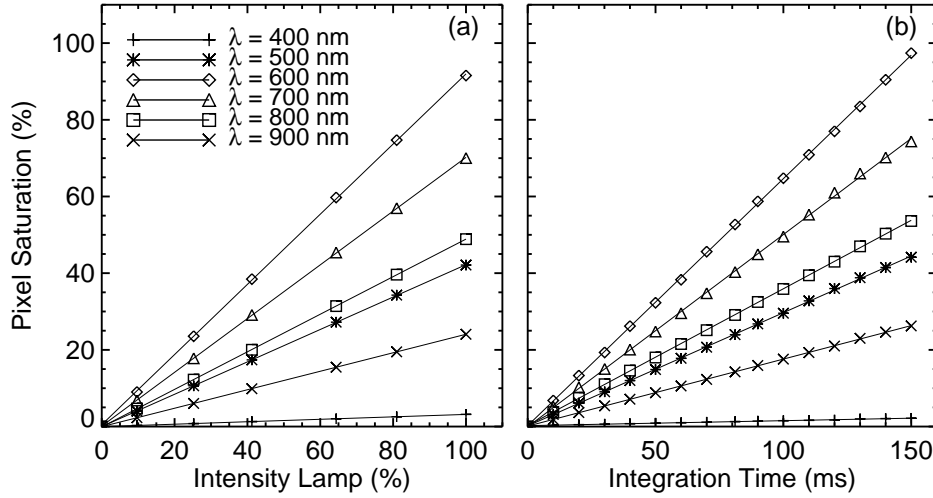 (a)
(b)
λ = 400 nm
λ = 500 nm
λ = 600 nm
λ = 700 nm
λ = 800 nm
λ = 900 nm
100
80
60
40
20
0
Pixel Saturation (%)
0 20 40 60 80 100
0 50 100 150
Intensity Lamp (%)
Integration Time (ms)